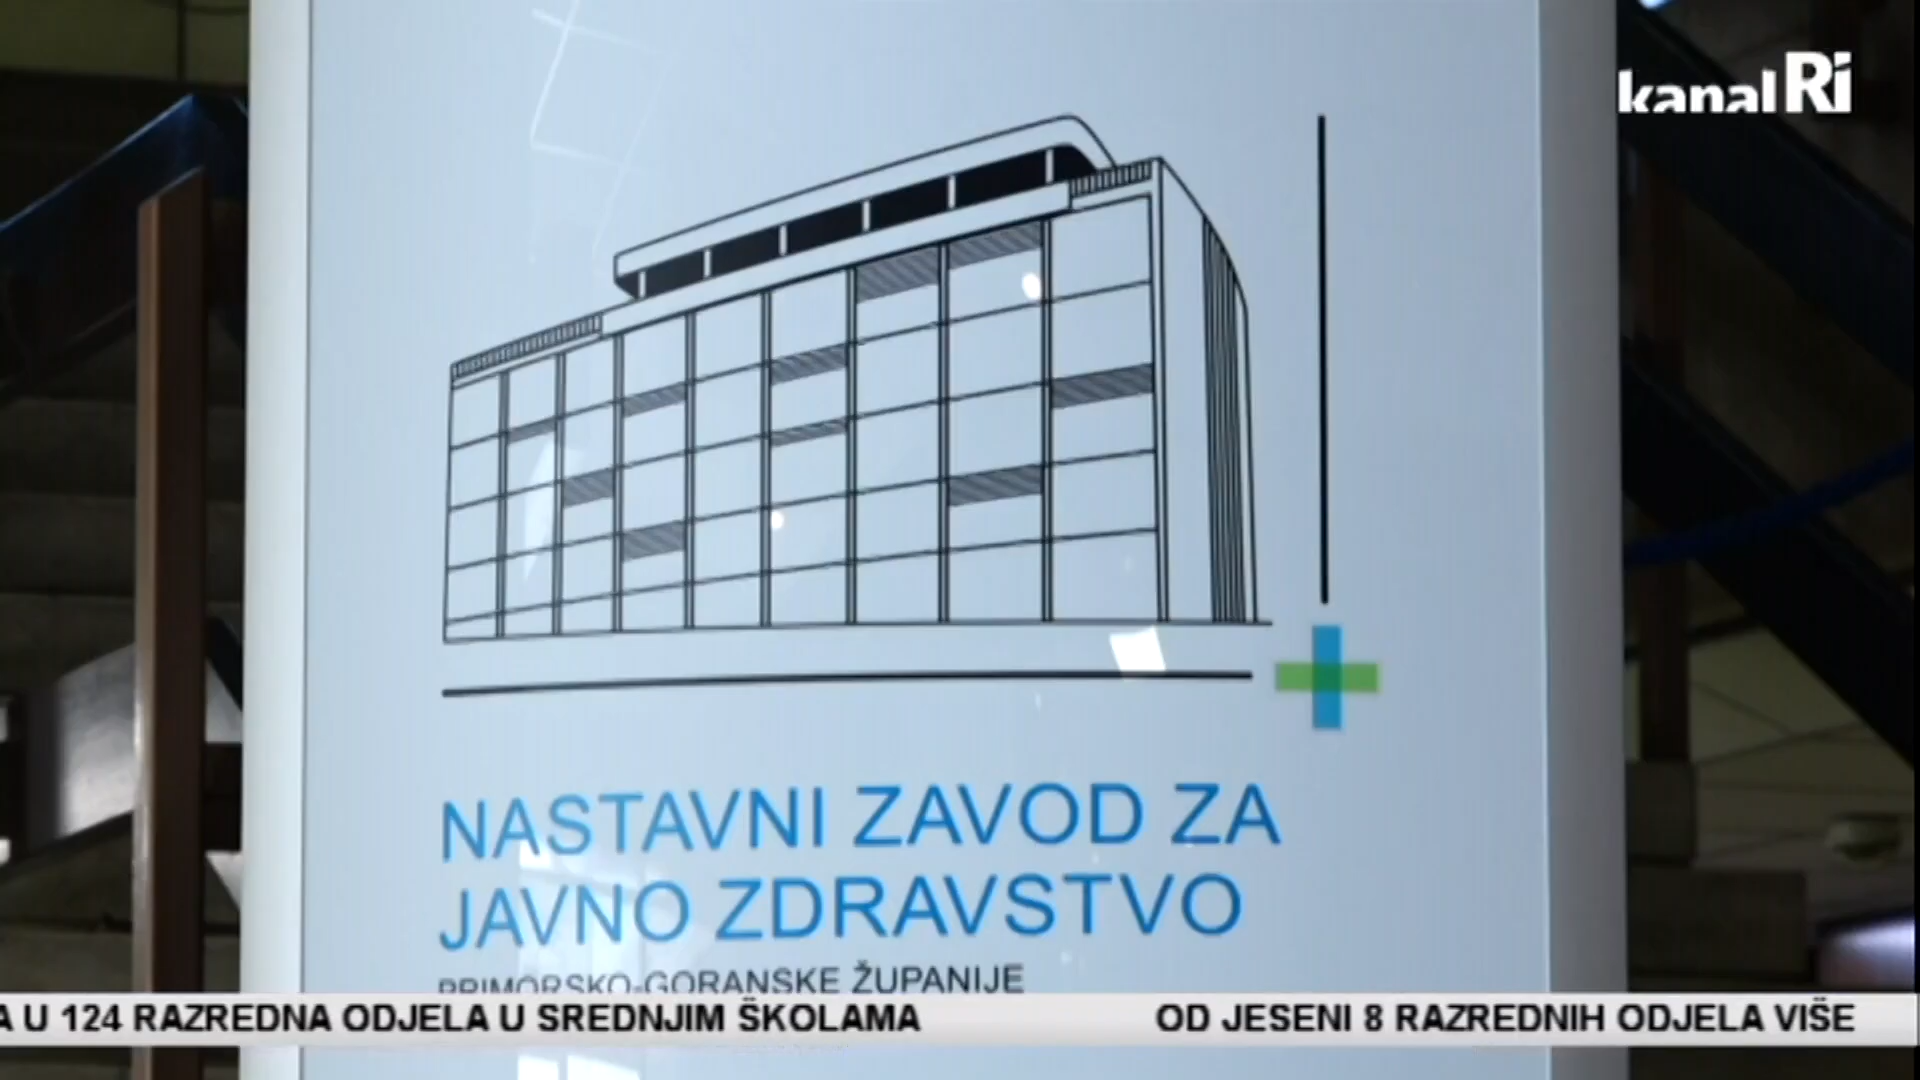 kanal Ri
NASTAVNI ZAVOD ZA
JAVNO ZDRAVSTVO
PRIMORSKO-GORANSKE ŽUPANIJE
A U 124 RAZREDNA ODJELA U SREDNJIM ŠKOLAMA OD JESENI 8 RAZREDNIH ODJELA VIŠE